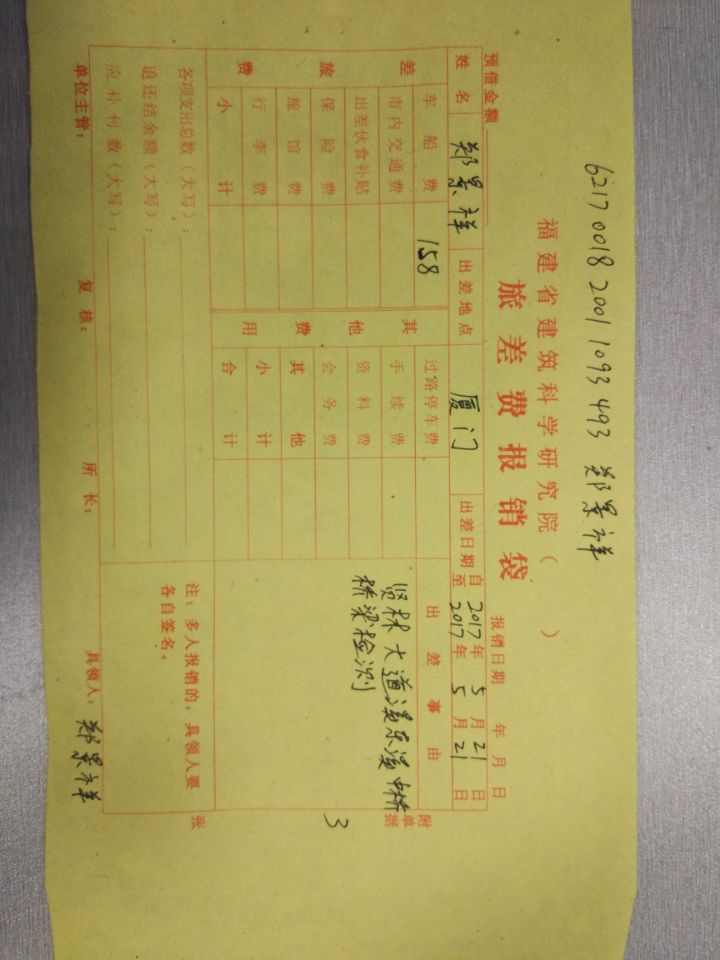 6217 0018 2001 1093 493 郑景祥
福建省建筑科学研究院（ ）
旅差费报销袋
预借金额 报销日期 年 月 日
姓名 郑景祥 出差地点 厦门 出差日期 自 2017年 5月 21日
至 2017年 5月 21日
差旅费 车船费 158 其他费用 过路停车费 出差事由 附单据 3 张
市内交通费 手续费 贤林大道溪东溪中桥
出差伙食补贴 资料费 桥梁检测
保险费 会务费
旅馆费 其他
行李费 小计
小计 合计
各项支出总数（大写）： 注：多人报销的，具领人要
退还结余额（大写）： 各自签名。
应补何数（大写）：
单位主管： 复核： 所长： 具领人： 郑景祥